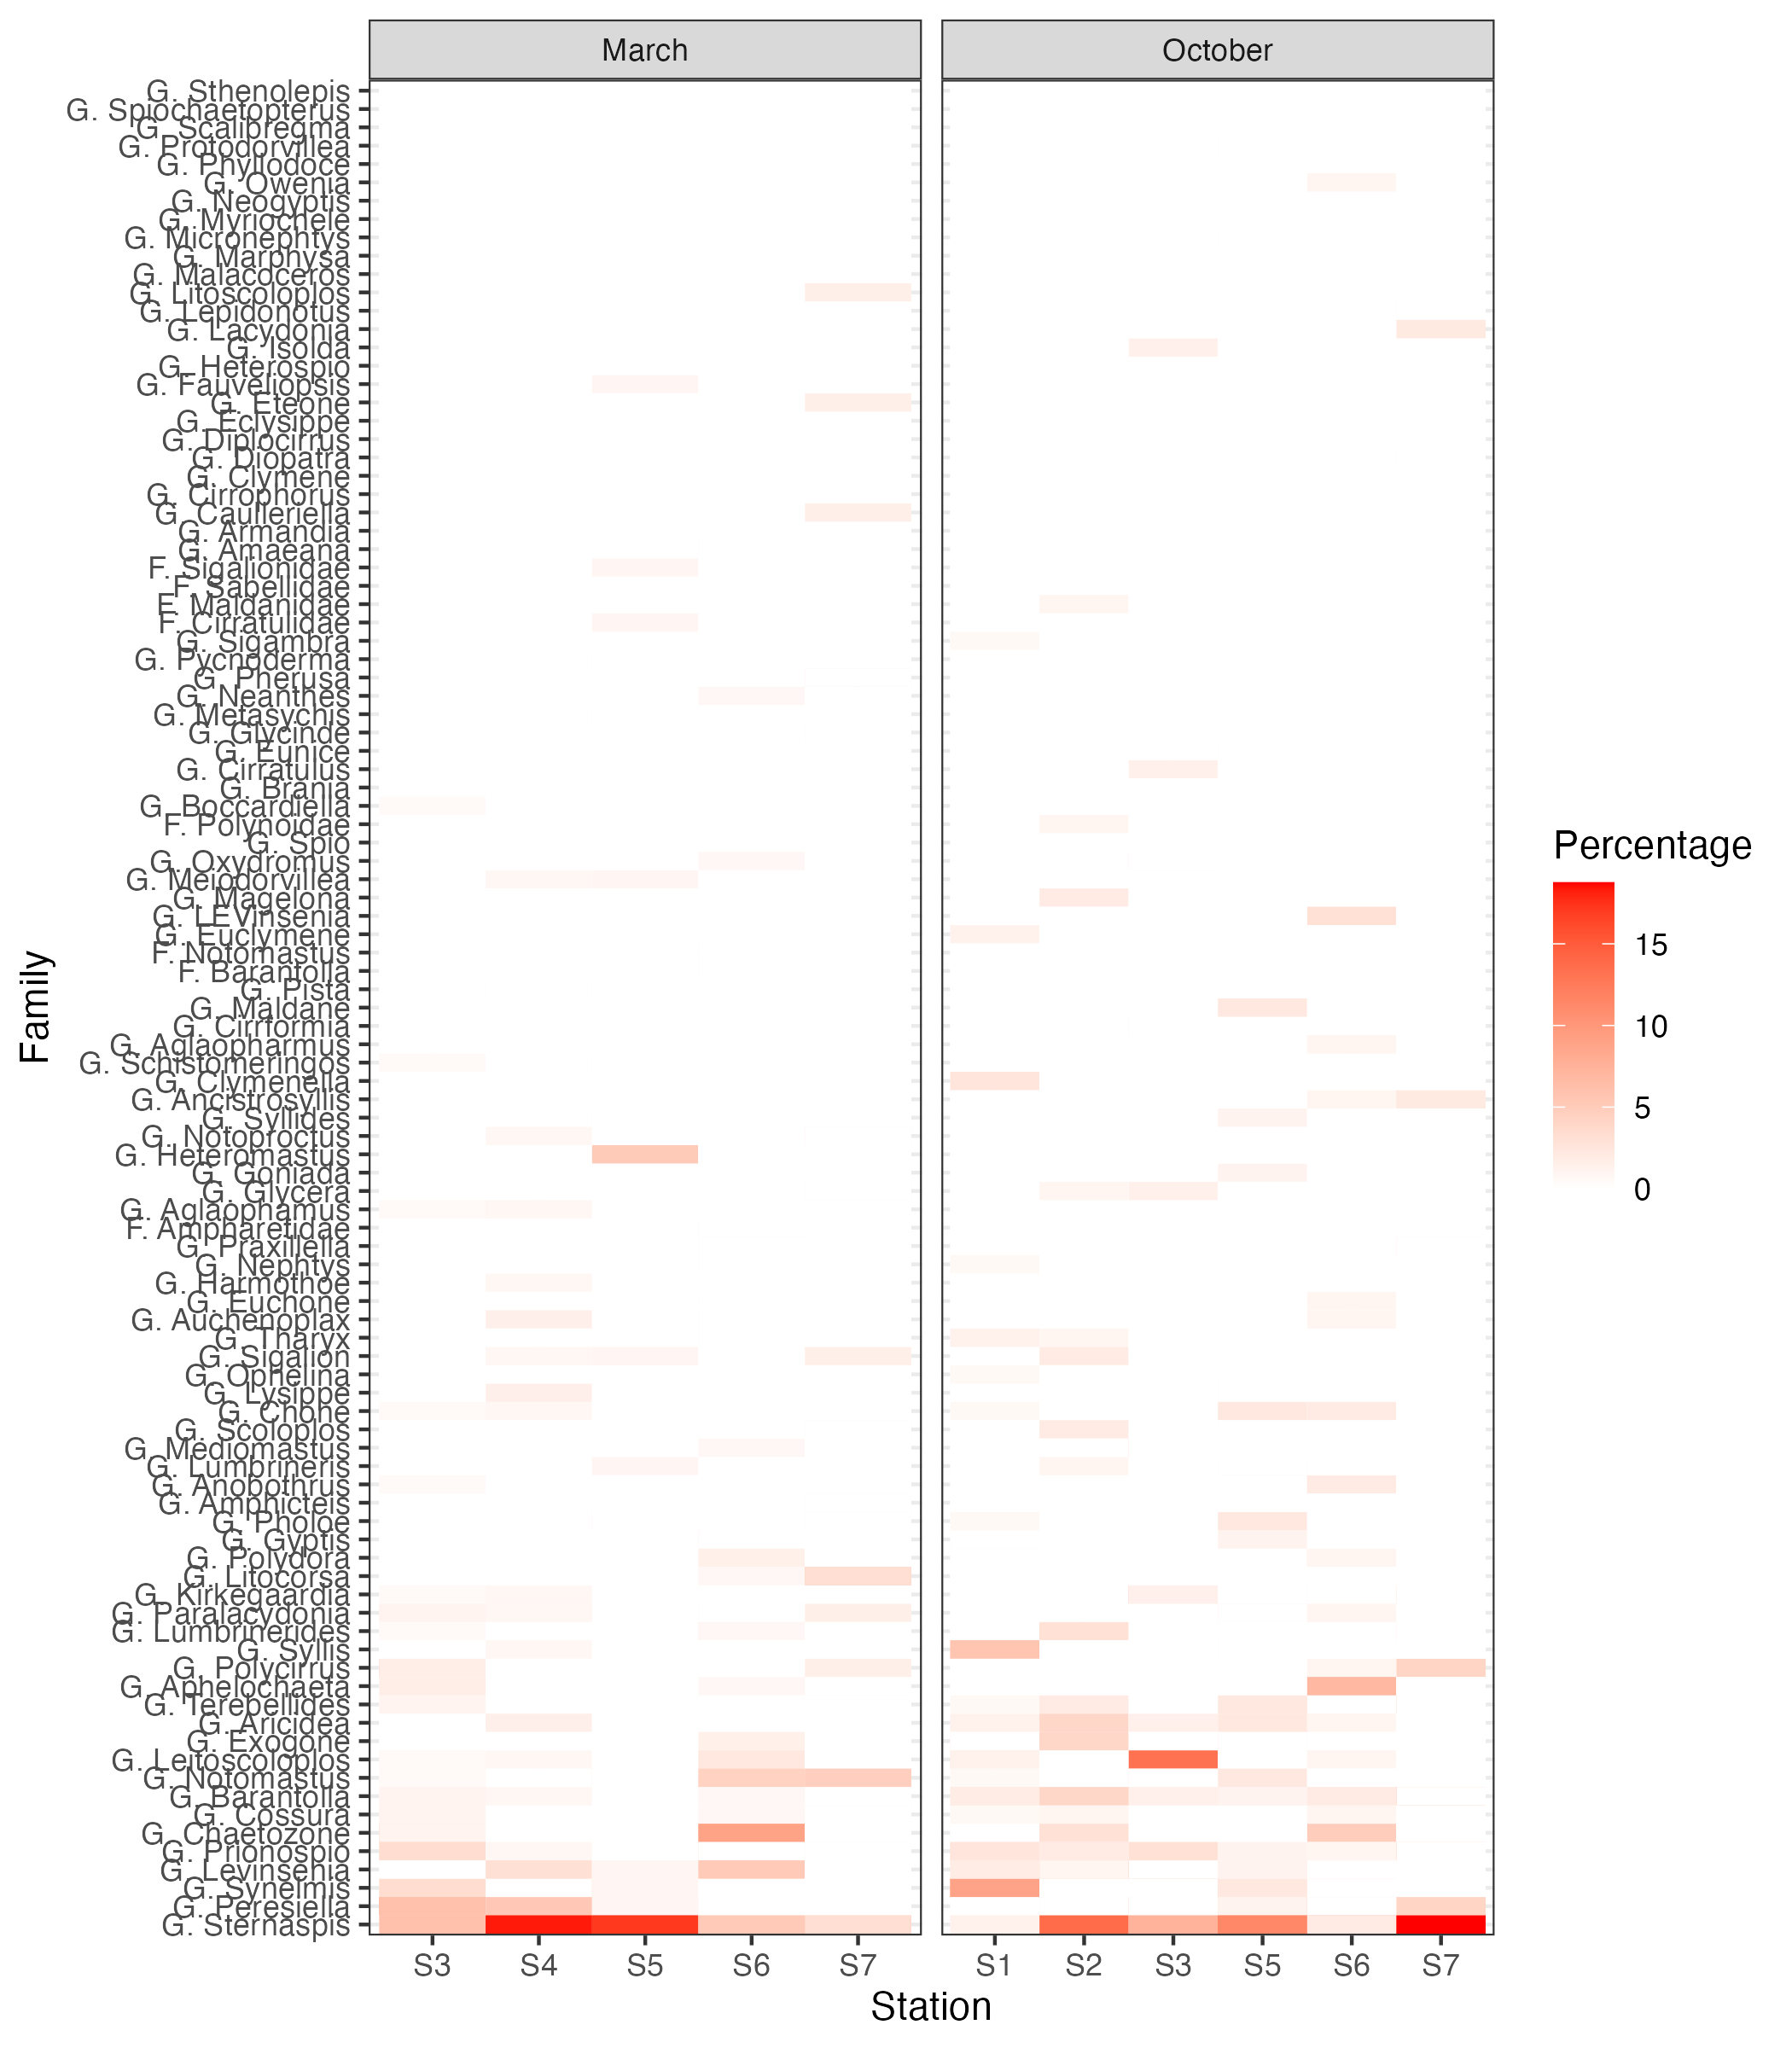 March
October
G. Sthenolepis
G. Spiochaetopterus
G. Scalibregma
G. Protodorvillea
G. Phyllodoce
G. Owenia
G. Neogyptis
G. Myriochele
G. Micronephtys
G. Marphysa
G. Malacoceros
G. Litoscoloplos
G. Lepidonotus
G. Lacydonia
G. Isolda
G. Heterospio
G. Fauveliopsis
G. Eteone
G. Eclysippe
G. Diplocirrus
G. Diopatra
G. Clymene
G. Cirrophorus
G. Caulleriella
G. Armandia
G. Amaeana
F. Sigalionidae
F. Sabellidae
F. Maldanidae
F. Cirratulidae
G. Sigambra
G. Pycnoderma
G. Pherusa
G. Neanthes
G. Metasychis
G. Glycinde
G. Eunice
G. Cirratulus
G. Brania
G. Boccardiella
F. Polynoidae
G. Spio
G. Oxydromus
G. Meiodorvillea
G. Magelona
G. LEVinsenia
G. Euclymene
F. Notomastus
F. Barantolla
G. Pista
G. Maldane
G. Cirriformia
G. Aglaopharmus
G. Schistomeringos
G. Clymenella
G. Ancistrosyllis
G. Syllides
G. Notoproctus
G. Heteromastus
G. Goniada
G. Glycera
G. Aglaophamus
F. Ampharetidae
G. Praxillella
G. Nephtys
G. Harmothoe
G. Euchone
G. Auchenoplax
G. Tharyx
G. Sigalion
G. Ophelina
G. Lysippe
G. Chone
G. Scoloplos
G. Mediomastus
G. Lumbrineris
G. Anobothrus
G. Amphicteis
G. Pholoe
G. Gyptis
G. Polydora
G. Litocorsa
G. Kirkegaardia
G. Paralacydonia
G. Lumbrinerides
G. Syllis
G. Polycirrus
G. Aphelochaeta
G. Terebellides
G. Aricidea
G. Exogone
G. Leitoscoloplos
G. Notomastus
G. Barantolla
G. Cossura
G. Chaetozone
G. Prionospio
G. Levinsenia
G. Synelmis
G. Peresiella
G. Sternaspis
Family
S3 S4 S5 S6 S7
S1 S2 S3 S5 S6 S7
Station
Percentage
15
10
5
0